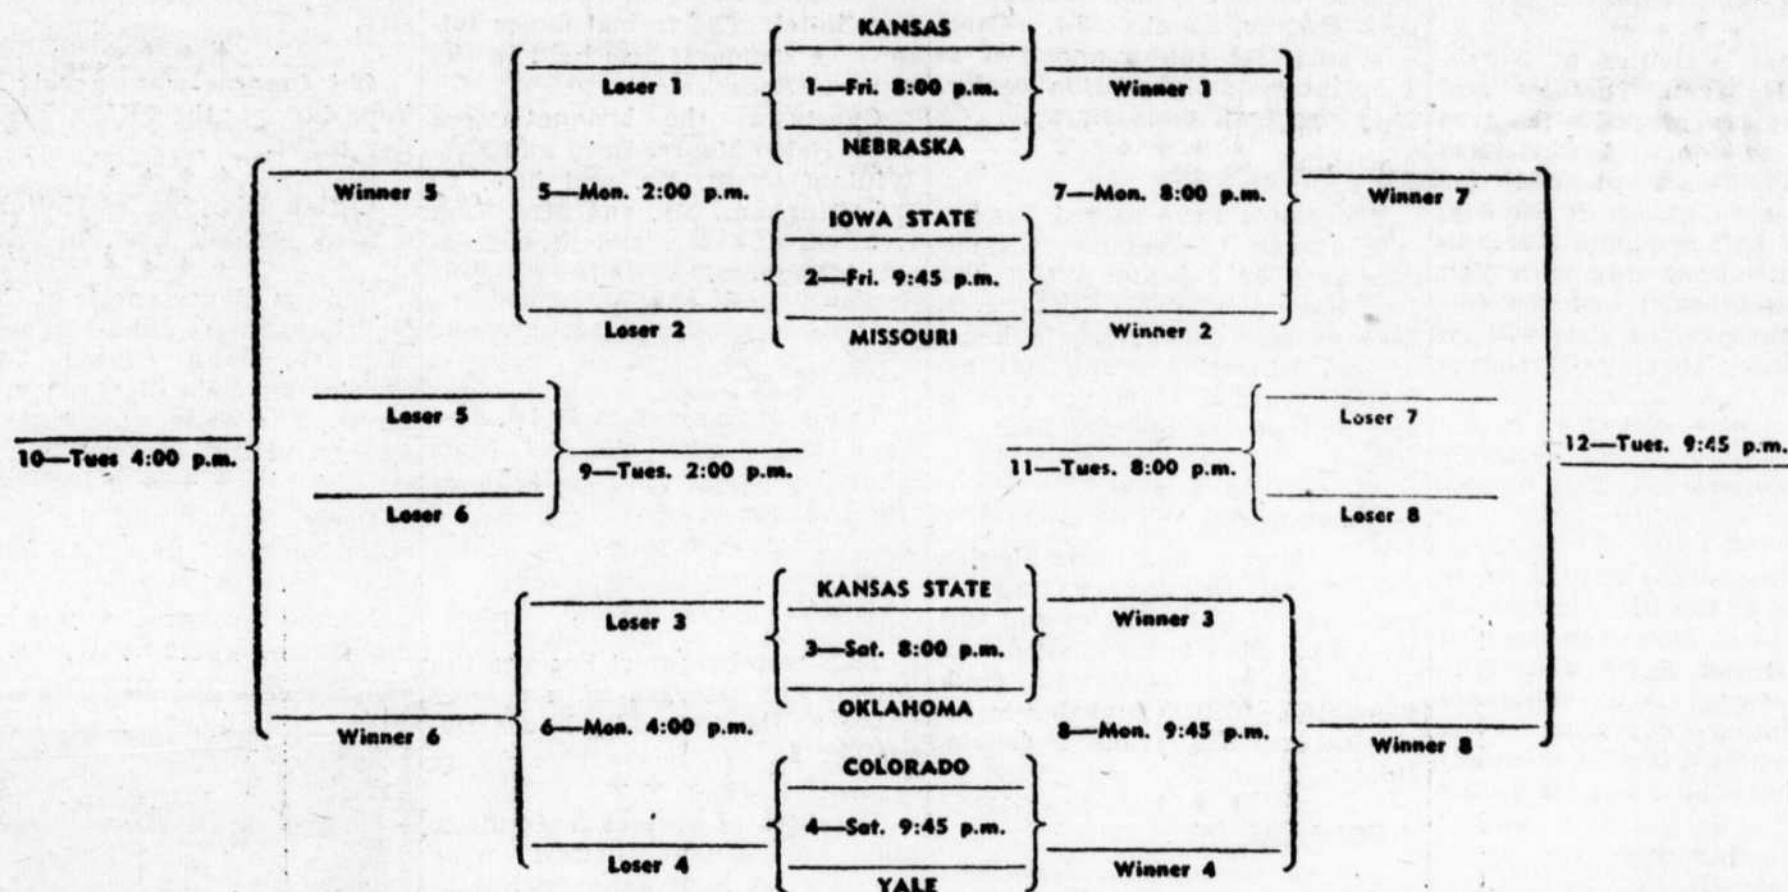 KANSAS
Loser 1
1—Fri. 8:00 p.m.
Winner 1
NEBRASKA
Winner 5
5—Mon. 2:00 p.m.
7—Mon. 8:00 p.m.
Winner 7
IOWA STATE
2—Fri. 9:45 p.m.
Loser 2
MISSOURI
Winner 2
Loser 5
Loser 7
10—Tues 4:00 p.m.
9—Tues. 2:00 p.m.
11—Tues. 8:00 p.m.
12—Tues. 9:45 p.m.
Loser 6
Loser 8
KANSAS STATE
Loser 3
Winner 3
3—Sat. 8:00 p.m.
OKLAHOMA
Winner 6
6—Mon. 4:00 p.m.
8—Mon. 9:45 p.m.
Winner 8
COLORADO
4—Sat. 9:45 p.m.
Loser 4
Winner 4
YALE